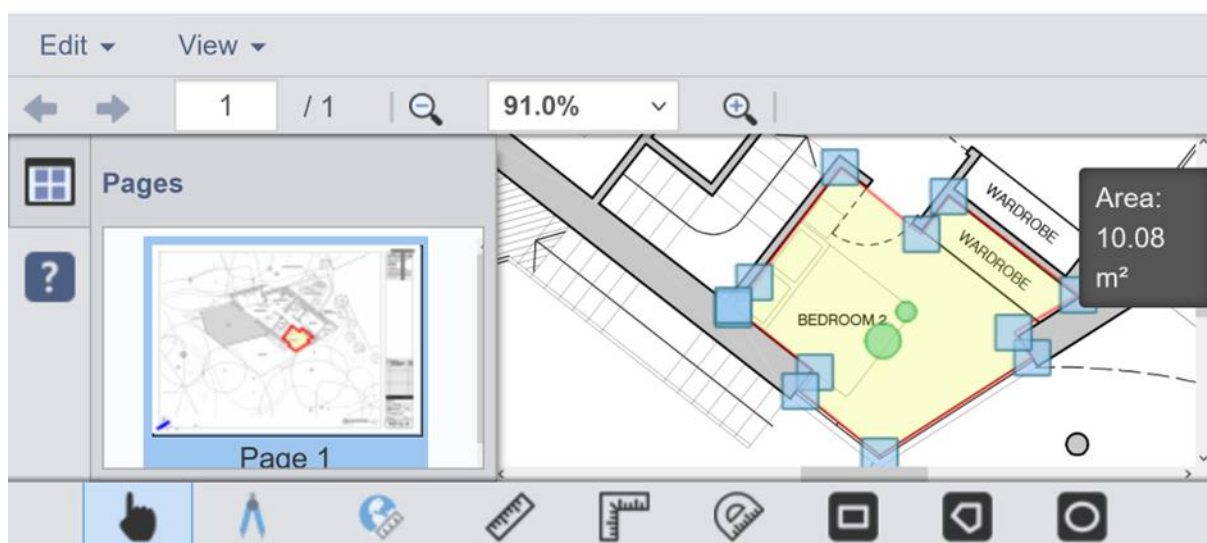 Edit View
1 / 1 91.0%
Pages
?
Page 1
WARDROBE
WARDROBE
BEDROOM 2
Area:
10.08
m²